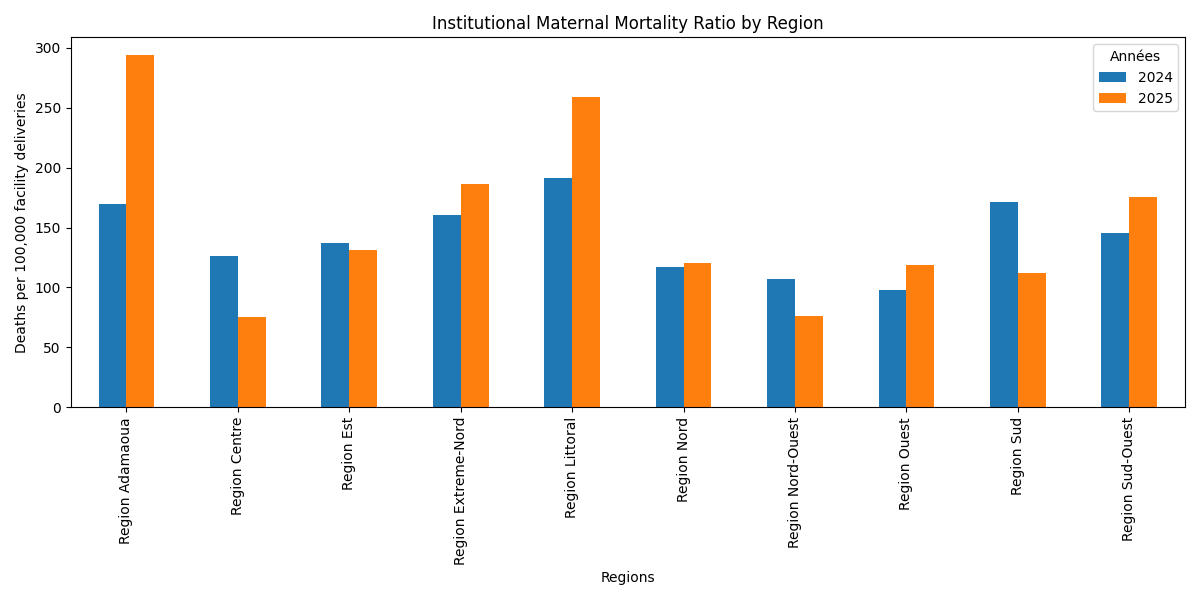 Institutional Maternal Mortality Ratio by Region
Deaths per 100,000 facility deliveries
300
250
200
150
100
50
0
Années
2024
2025
Region Adamaoua
Region Centre
Region Est
Region Extreme-Nord
Region Littoral
Region Nord
Region Nord-Ouest
Region Ouest
Region Sud
Region Sud-Ouest
Regions